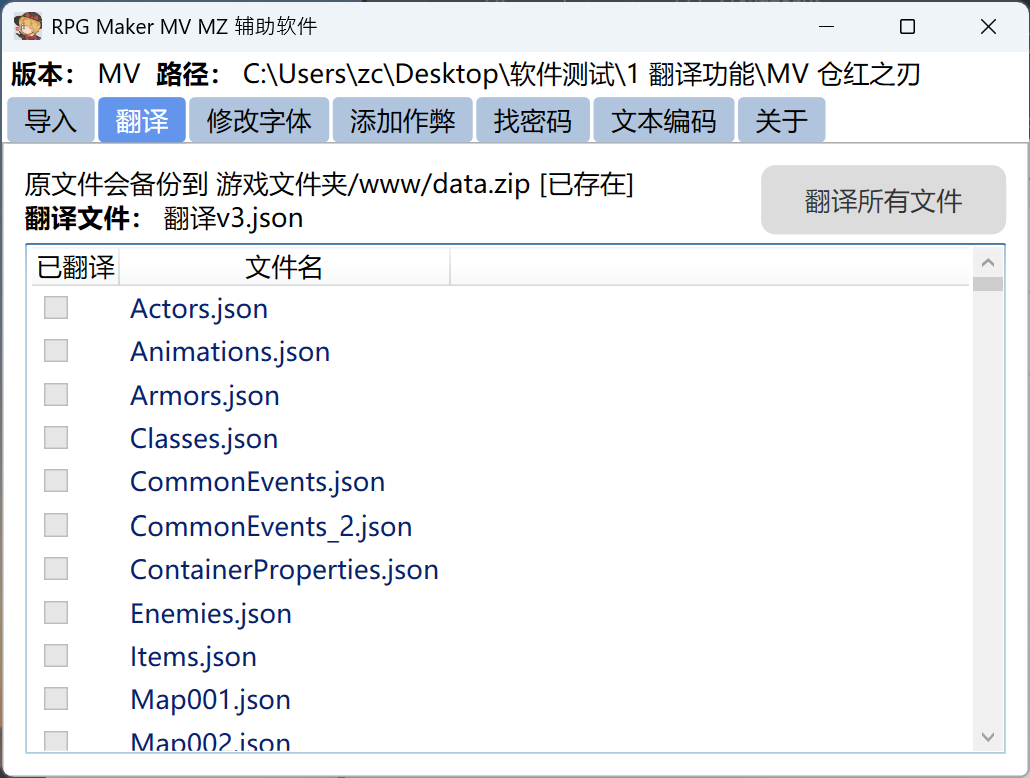 RPG Maker MV MZ 辅助软件
版本： MV 路径： C:\Users\zc\Desktop\软件测试\1 翻译功能\MV 仓红之刃
导入 翻译 修改字体 添加作弊 找密码 文本编码 关于
原文件会备份到 游戏文件夹/www/data.zip [已存在]
翻译所有文件
翻译文件： 翻译v3.json
已翻译 文件名
Actors.json
Animations.json
Armors.json
Classes.json
CommonEvents.json
CommonEvents_2.json
ContainerProperties.json
Enemies.json
Items.json
Map001.json
Map002.json